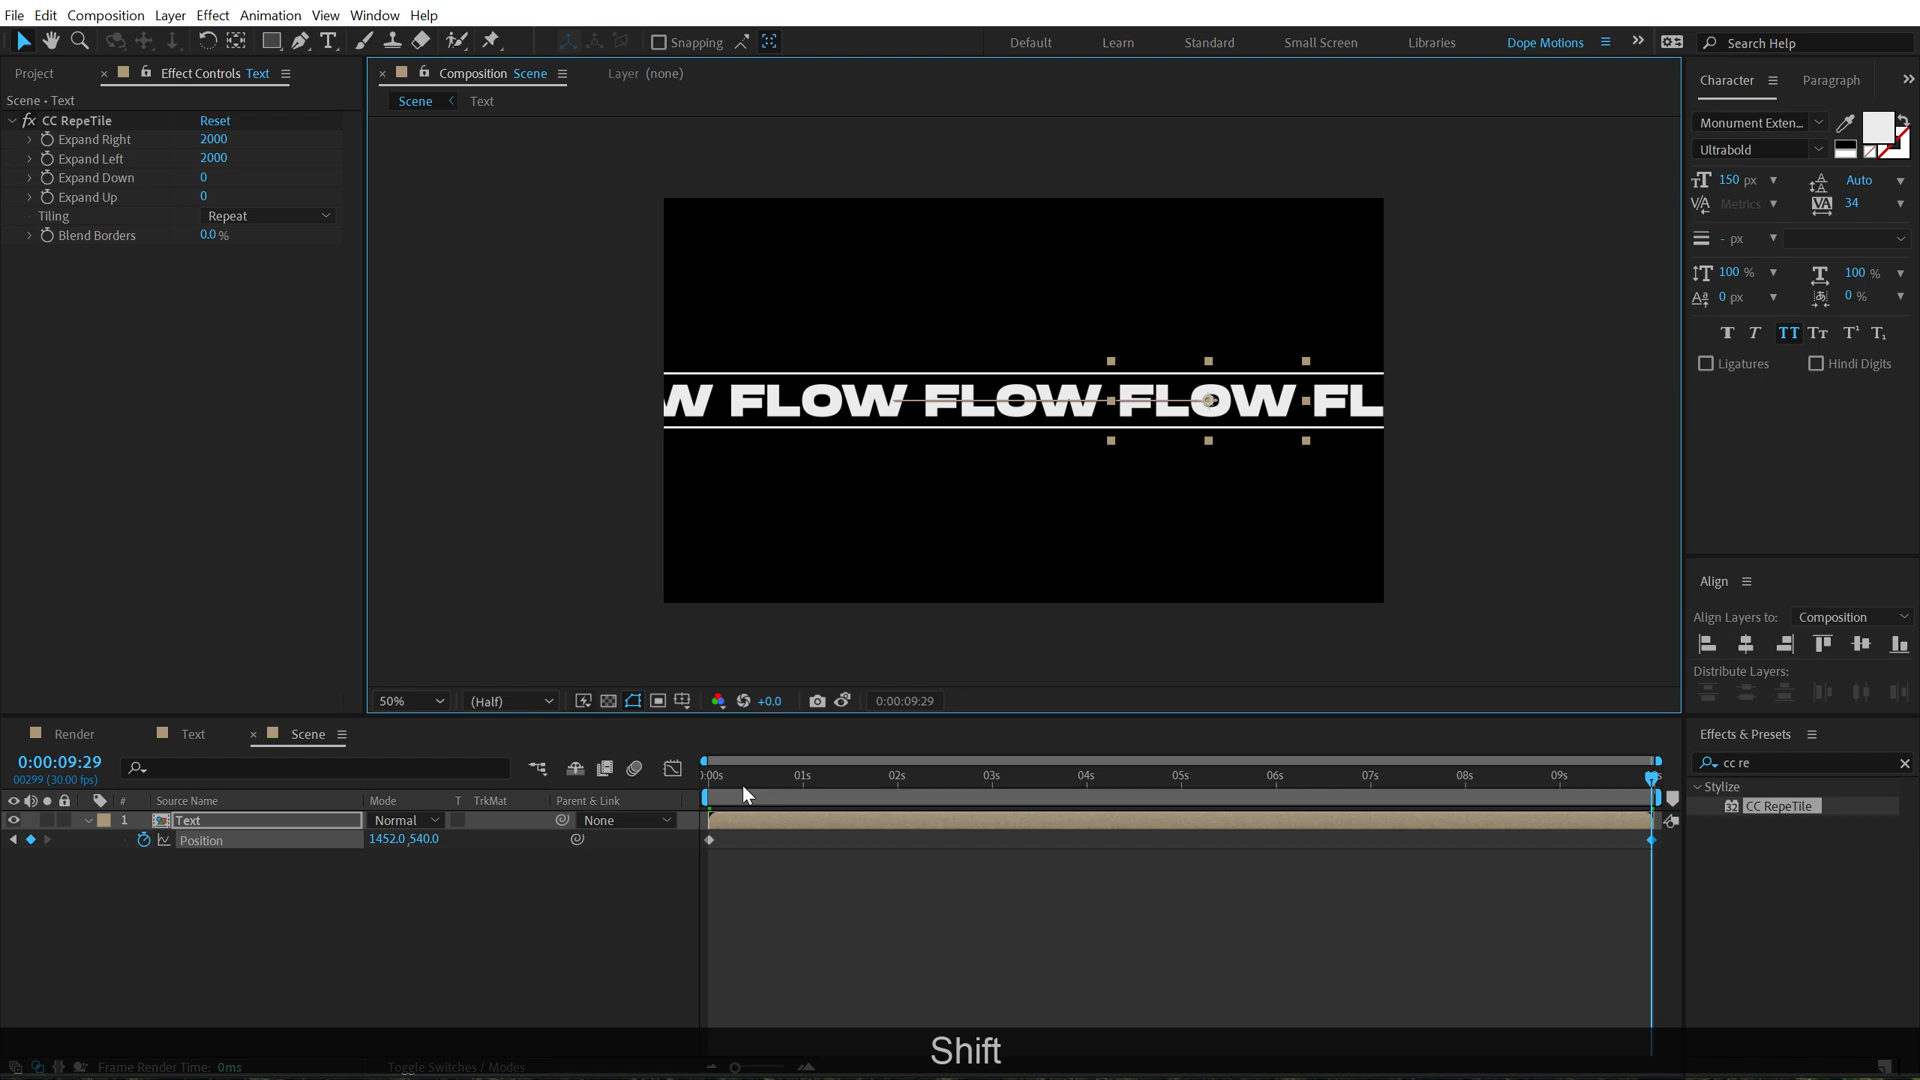 File Edit Composition Layer Effect Animation Layer View Window Help
Snapping
Default Learn Standard Small Screen Libraries Dope Motions Search Help
Project Effect Controls Text
Composition Scene Layer (none)
Character Paragraph
Scene • Text
Scene Text
fx CC RepeTile Reset
Expand Right 2000
Expand Left 2000
Expand Down 0
Expand Up 0
Tiling Repeat
Blend Borders 0.0 %
Monument Exten...
Ultrabold
150 px Auto
Metrics 34
- px
100 % 100 %
0 px 0 %
TT Tt
Ligatures Hindi Digits
W FLOW FLOW FLOW FL
Align
Align Layers to: Composition
Distribute Layers:
50% (Half) +0.0 0:00:09:29
Render Text Scene
Effects & Presets
0:00:09:29
00299 (30.00 fps)
cc re
:00s 01s 02s 03s 04s 05s 06s 07s 08s 09s
Stylize
# Source Name Mode T TrkMat Parent & Link
CC RepeTile
1 Text Normal None
Position 1452.0,540.0
Shift
Frame Render Time: 0ms Toggle Switches / Modes